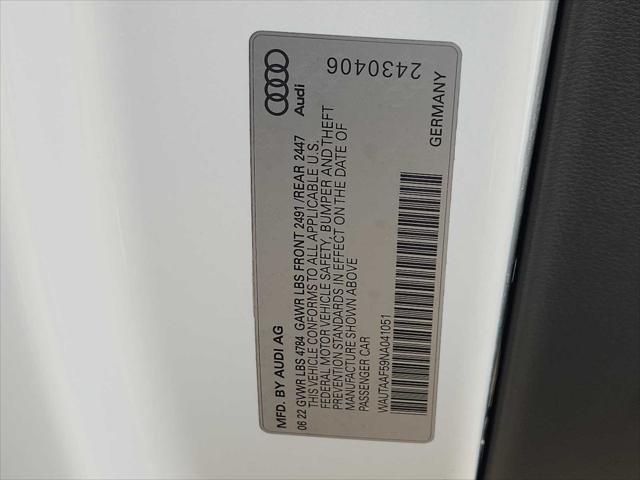 MFD. BY AUDI AG
Audi
06 22 GVWR LBS 4784 GAWR LBS FRONT 2491 /REAR 2447
THIS VEHICLE CONFORMS TO ALL APPLICABLE U.S.
FEDERAL MOTOR VEHICLE SAFETY, BUMPER AND THEFT
PREVENTION STANDARDS IN EFFECT ON THE DATE OF
MANUFACTURE SHOWN ABOVE
PASSENGER CAR
2430406
WAUTAAF59NA041051
GERMANY